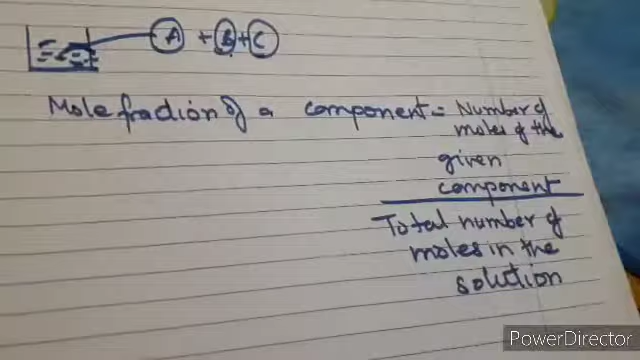 A + B + C
Mole fraction of a component = Number of
moles of the
given
component
Total number of
moles in the
solution
PowerDirector